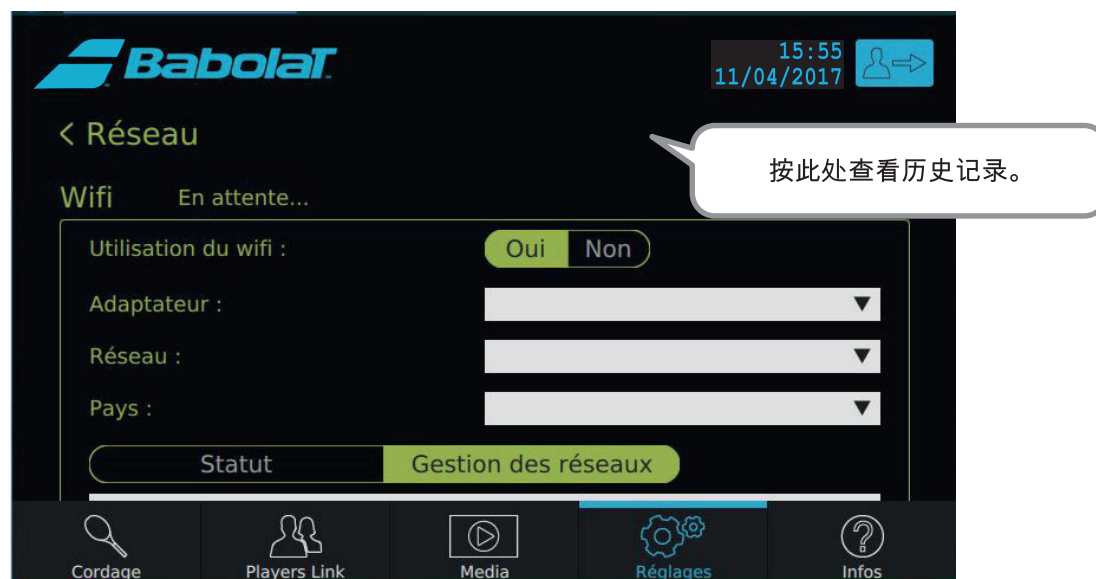 Babolat
15:55
11/04/2017
< Réseau
按此处查看历史记录。
Wifi En attente...
Utilisation du wifi : Oui Non
Adaptateur :
Réseau :
Pays :
Statut Gestion des réseaux
Cordage Players Link Media Réglages Infos